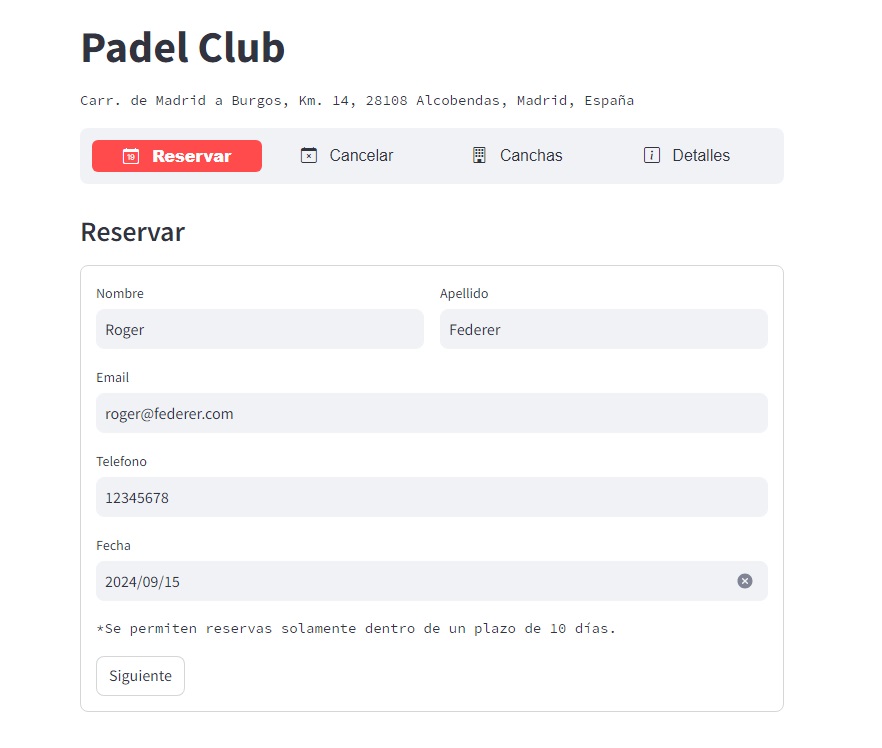 Padel Club
Carr. de Madrid a Burgos, Km. 14, 28108 Alcobendas, Madrid, España
19 Reservar Cancelar Canchas Detalles
Reservar
Nombre Apellido
Roger Federer
Email
roger@federer.com
Telefono
12345678
Fecha
2024/09/15
*Se permiten reservas solamente dentro de un plazo de 10 días.
Siguiente